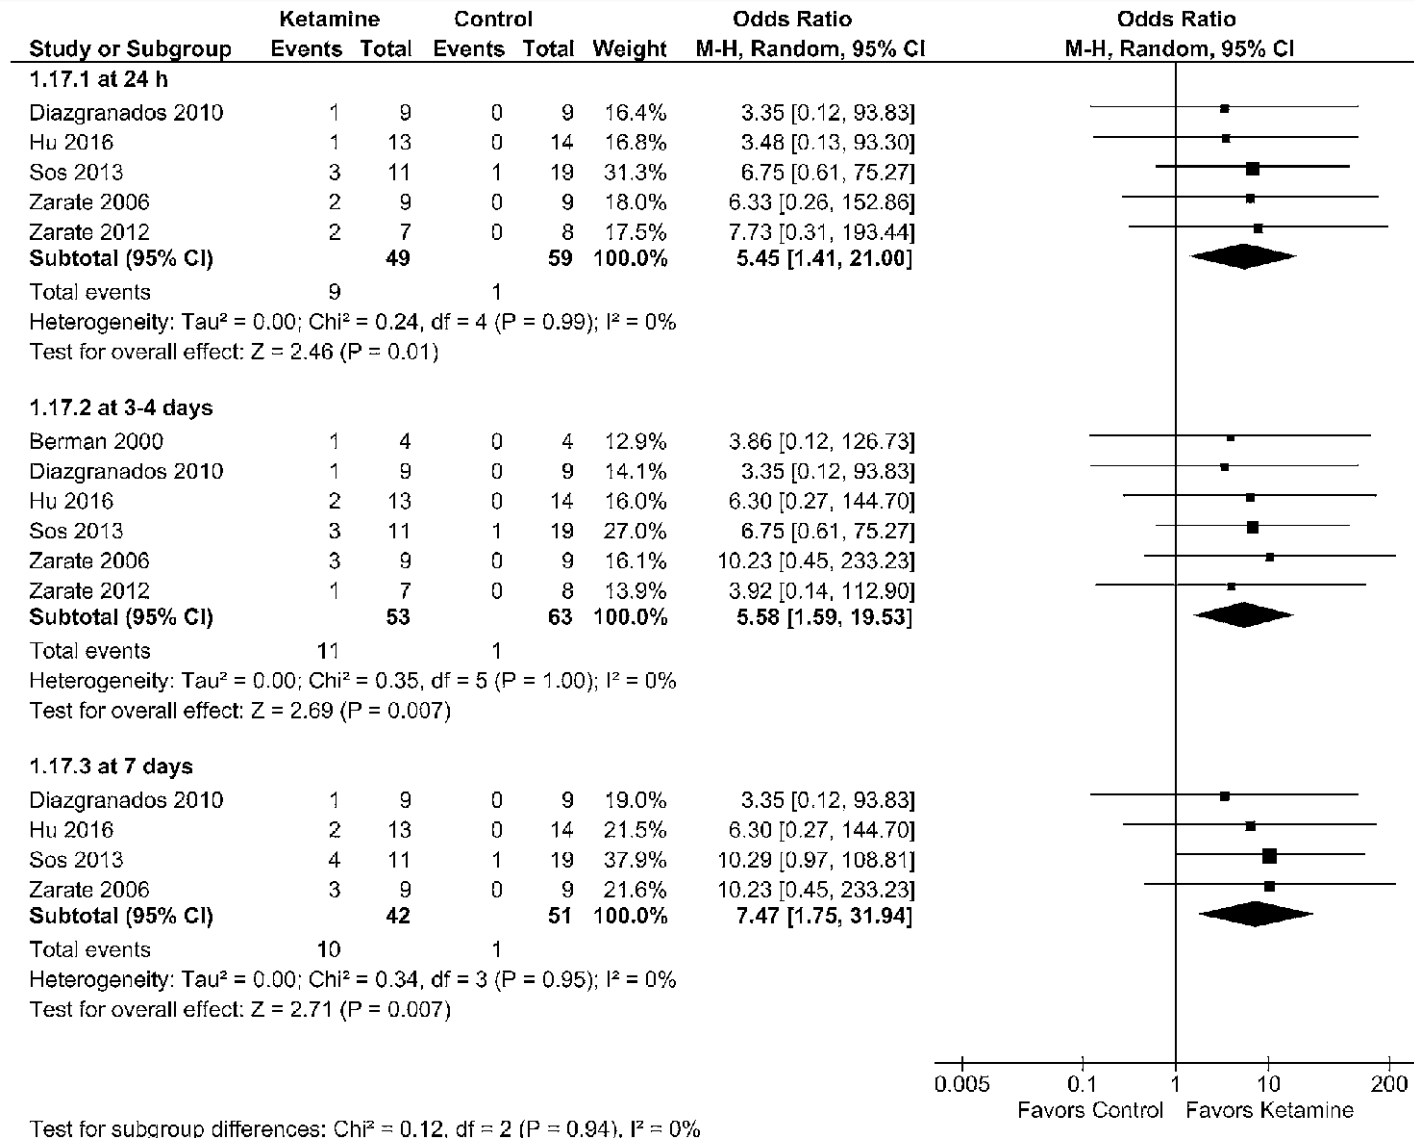 Ketamine Control Odds Ratio Odds Ratio
Study or Subgroup Events Total Events Total Weight M-H, Random, 95% CI M-H, Random, 95% CI
1.17.1 at 24 h
Diazgranados 2010 1 9 0 9 16.4% 3.35 [0.12, 93.83]
Hu 2016 1 13 0 14 16.8% 3.48 [0.13, 93.30]
Sos 2013 3 11 1 19 31.3% 6.75 [0.61, 75.27]
Zarate 2006 2 9 0 9 18.0% 6.33 [0.26, 152.86]
Zarate 2012 2 7 0 8 17.5% 7.73 [0.31, 193.44]
Subtotal (95% CI) 49 59 100.0% 5.45 [1.41, 21.00]
Total events 9 1
Heterogeneity: Tau² = 0.00; Chi² = 0.24, df = 4 (P = 0.99); I² = 0%
Test for overall effect: Z = 2.46 (P = 0.01)
1.17.2 at 3-4 days
Berman 2000 1 4 0 4 12.9% 3.86 [0.12, 126.73]
Diazgranados 2010 1 9 0 9 14.1% 3.35 [0.12, 93.83]
Hu 2016 2 13 0 14 16.0% 6.30 [0.27, 144.70]
Sos 2013 3 11 1 19 27.0% 6.75 [0.61, 75.27]
Zarate 2006 3 9 0 9 16.1% 10.23 [0.45, 233.23]
Zarate 2012 1 7 0 8 13.9% 3.92 [0.14, 112.90]
Subtotal (95% CI) 53 63 100.0% 5.58 [1.59, 19.53]
Total events 11 1
Heterogeneity: Tau² = 0.00; Chi² = 0.35, df = 5 (P = 1.00); I² = 0%
Test for overall effect: Z = 2.69 (P = 0.007)
1.17.3 at 7 days
Diazgranados 2010 1 9 0 9 19.0% 3.35 [0.12, 93.83]
Hu 2016 2 13 0 14 21.5% 6.30 [0.27, 144.70]
Sos 2013 4 11 1 19 37.9% 10.29 [0.97, 108.81]
Zarate 2006 3 9 0 9 21.6% 10.23 [0.45, 233.23]
Subtotal (95% CI) 42 51 100.0% 7.47 [1.75, 31.94]
Total events 10 1
Heterogeneity: Tau² = 0.00; Chi² = 0.34, df = 3 (P = 0.95); I² = 0%
Test for overall effect: Z = 2.71 (P = 0.007)
0.005 0.1 1 10 200
Favors Control Favors Ketamine
Test for subgroup differences: Chi² = 0.12, df = 2 (P = 0.94), I² = 0%